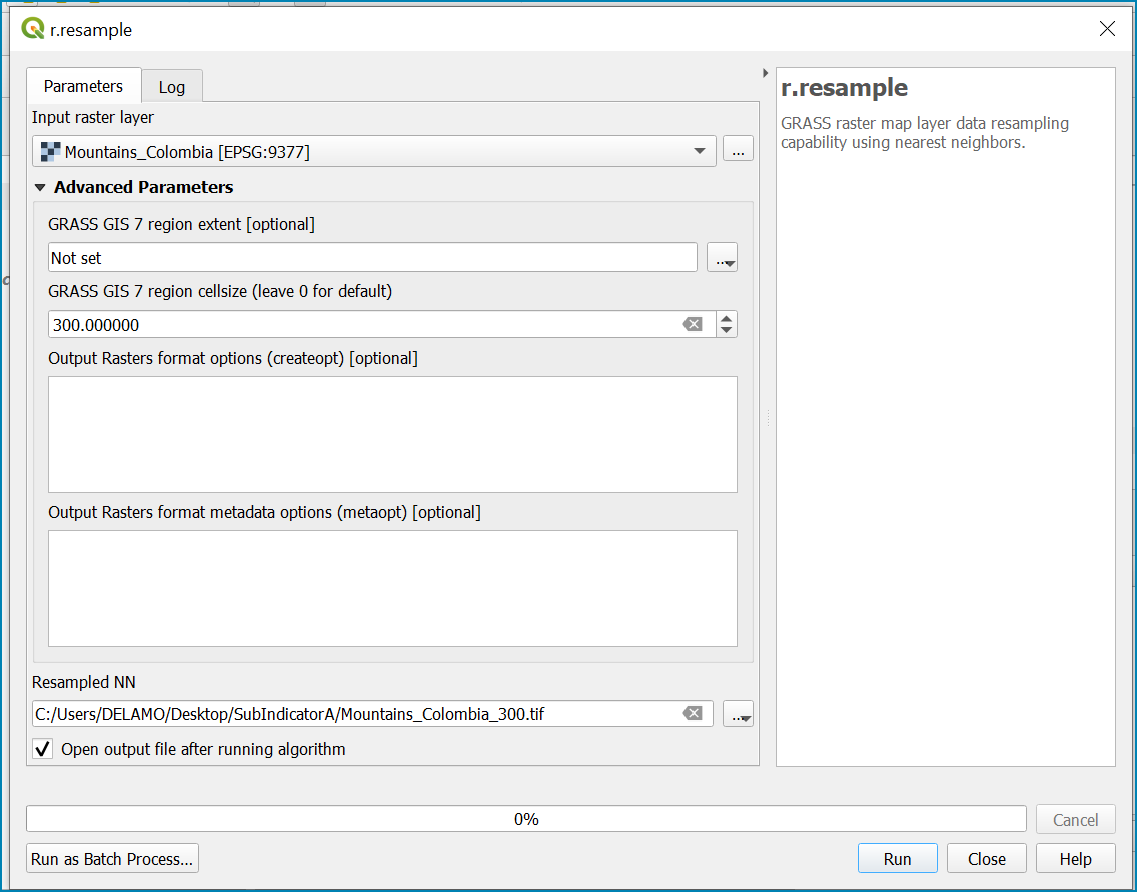 r.resample
Parameters
Log
Input raster layer
Mountains_Colombia [EPSG:9377]
...
Advanced Parameters
GRASS GIS 7 region extent [optional]
Not set
...
GRASS GIS 7 region cellsize (leave 0 for default)
300.000000
Output Rasters format options (createopt) [optional]
Output Rasters format metadata options (metaopt) [optional]
Resampled NN
C:/Users/DELAMO/Desktop/SubIndicatorA/Mountains_Colombia_300.tif
...
Open output file after running algorithm
r.resample
GRASS raster map layer data resampling
capability using nearest neighbors.
0%
Cancel
Run as Batch Process...
Run
Close
Help